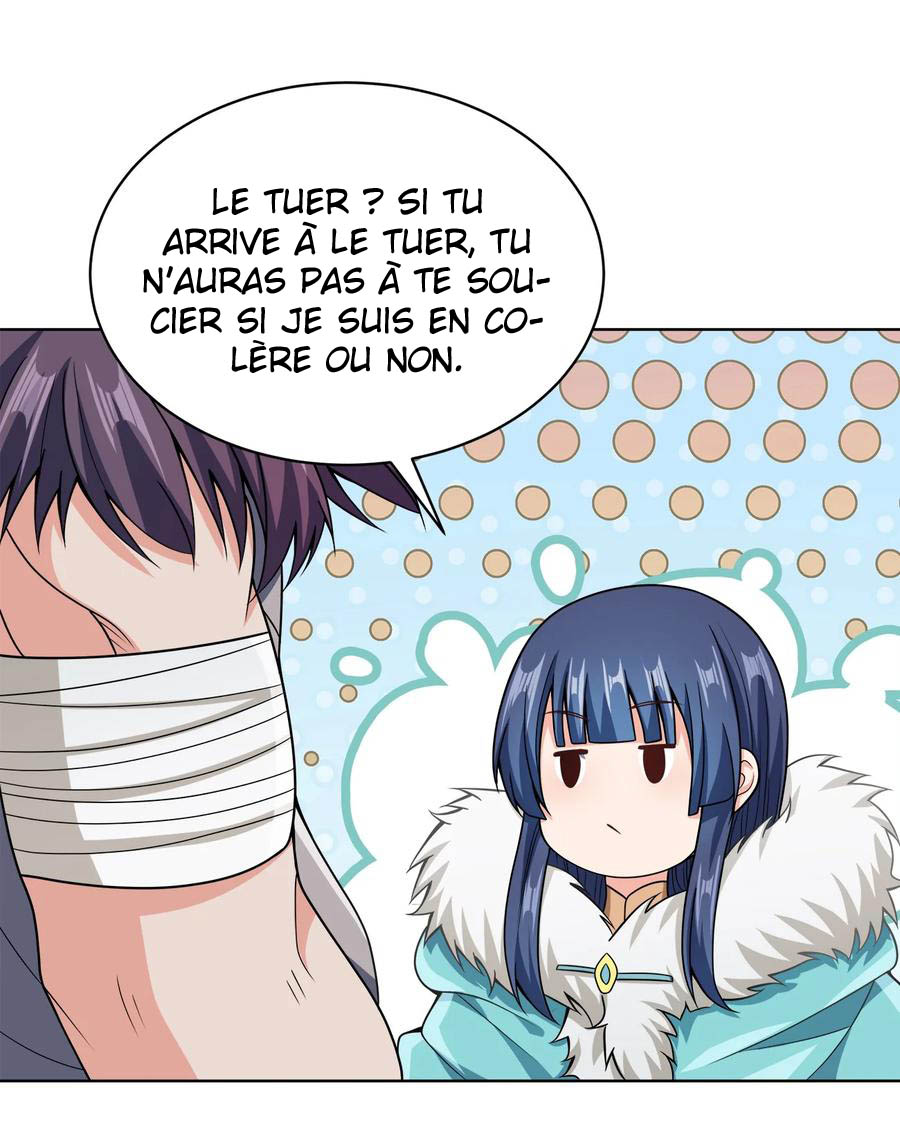 LE TUER ? SI TU
ARRIVE À LE TUER, TU
N'AURAS PAS À TE SOU-
CIER SI JE SUIS EN CO-
LÈRE OU NON.